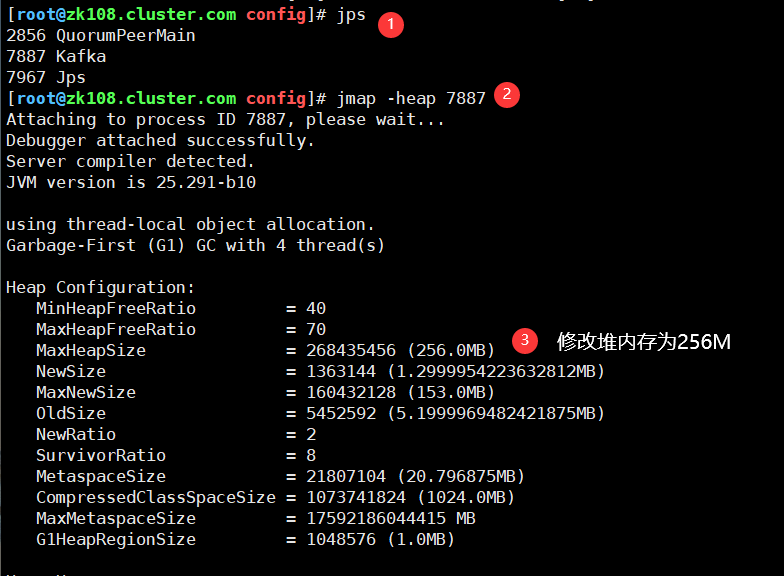 [root@zk108.cluster.com config]# jps
1
2856 QuorumPeerMain
7887 Kafka
7967 Jps
[root@zk108.cluster.com config]# jmap -heap 7887
2
Attaching to process ID 7887, please wait...
Debugger attached successfully.
Server compiler detected.
JVM version is 25.291-b10
using thread-local object allocation.
Garbage-First (G1) GC with 4 thread(s)
Heap Configuration:
MinHeapFreeRatio = 40
MaxHeapFreeRatio = 70
MaxHeapSize = 268435456 (256.0MB)
3
修改堆内存为256M
NewSize = 1363144 (1.2999954223632812MB)
MaxNewSize = 160432128 (153.0MB)
OldSize = 5452592 (5.1999969482421875MB)
NewRatio = 2
SurvivorRatio = 8
MetaspaceSize = 21807104 (20.796875MB)
CompressedClassSpaceSize = 1073741824 (1024.0MB)
MaxMetaspaceSize = 17592186044415 MB
G1HeapRegionSize = 1048576 (1.0MB)